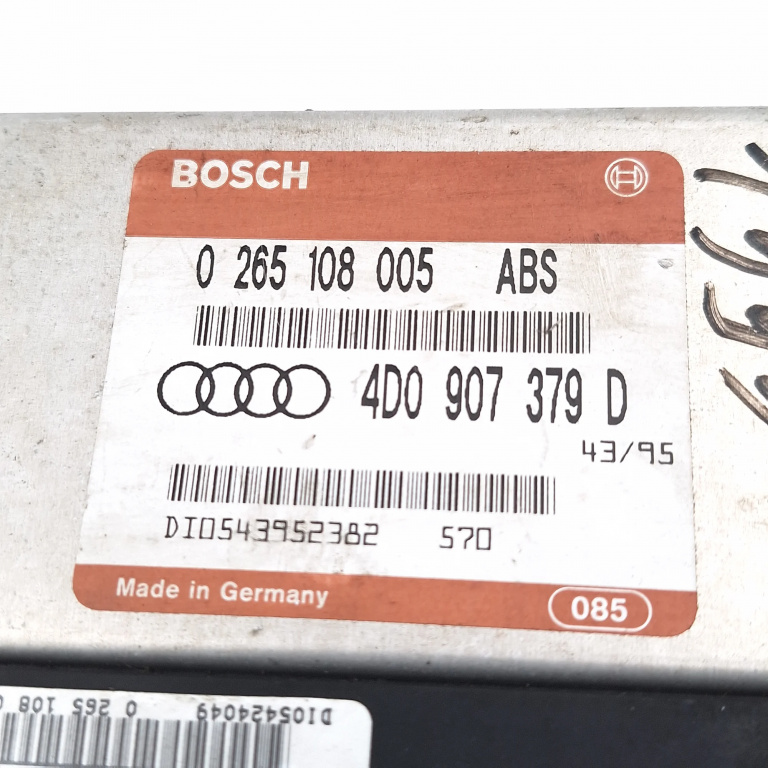 BOSCH
0 265 108 005 ABS
4D0 907 379 D
43/95
DI0543952382 570
Made in Germany
085
DI05424049 0 265 108